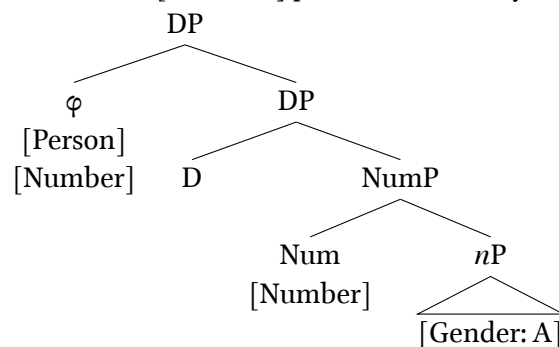 DP
φ DP
[Person]
[Number] D NumP
Num nP
[Number]
[Gender: A]